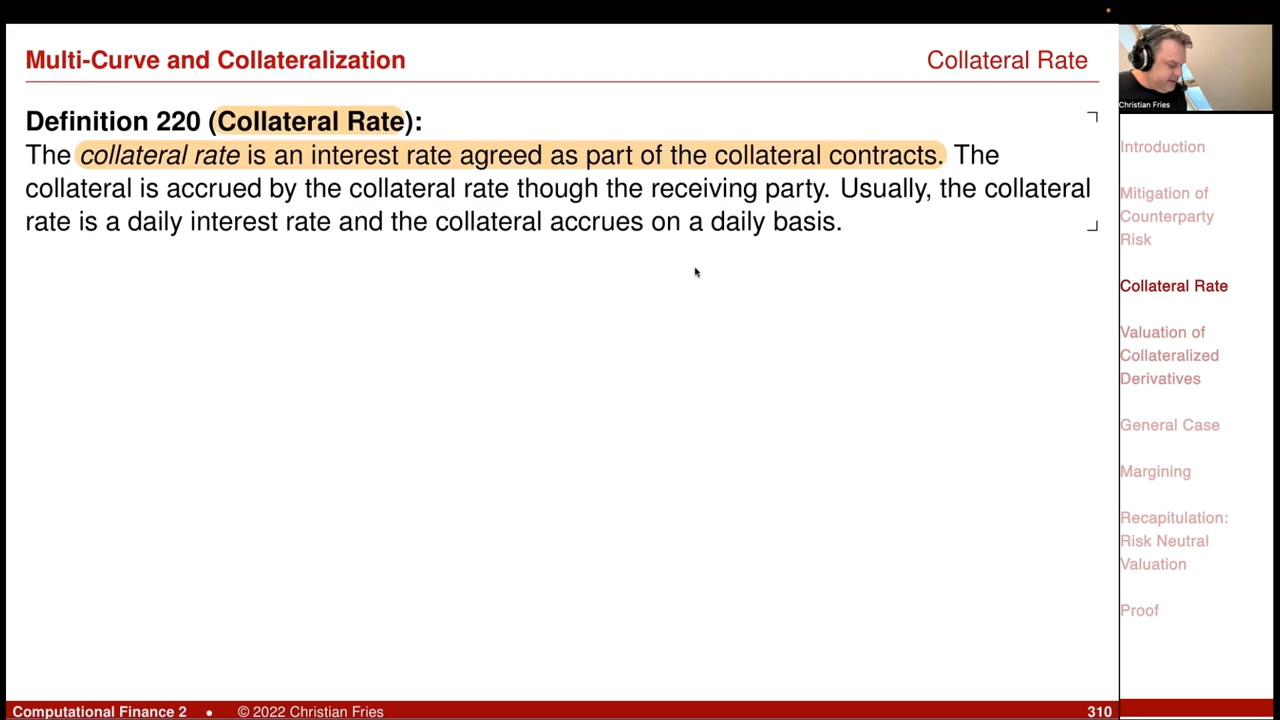 Multi-Curve and Collateralization
Collateral Rate
Definition 220 (Collateral Rate):
The collateral rate is an interest rate agreed as part of the collateral contracts. The
collateral is accrued by the collateral rate though the receiving party. Usually, the collateral
rate is a daily interest rate and the collateral accrues on a daily basis.
Christian Fries
Introduction
Mitigation of
Counterparty
Risk
Collateral Rate
Valuation of
Collateralized
Derivatives
General Case
Margining
Recapitulation:
Risk Neutral
Valuation
Proof
Computational Finance 2 • © 2022 Christian Fries
310